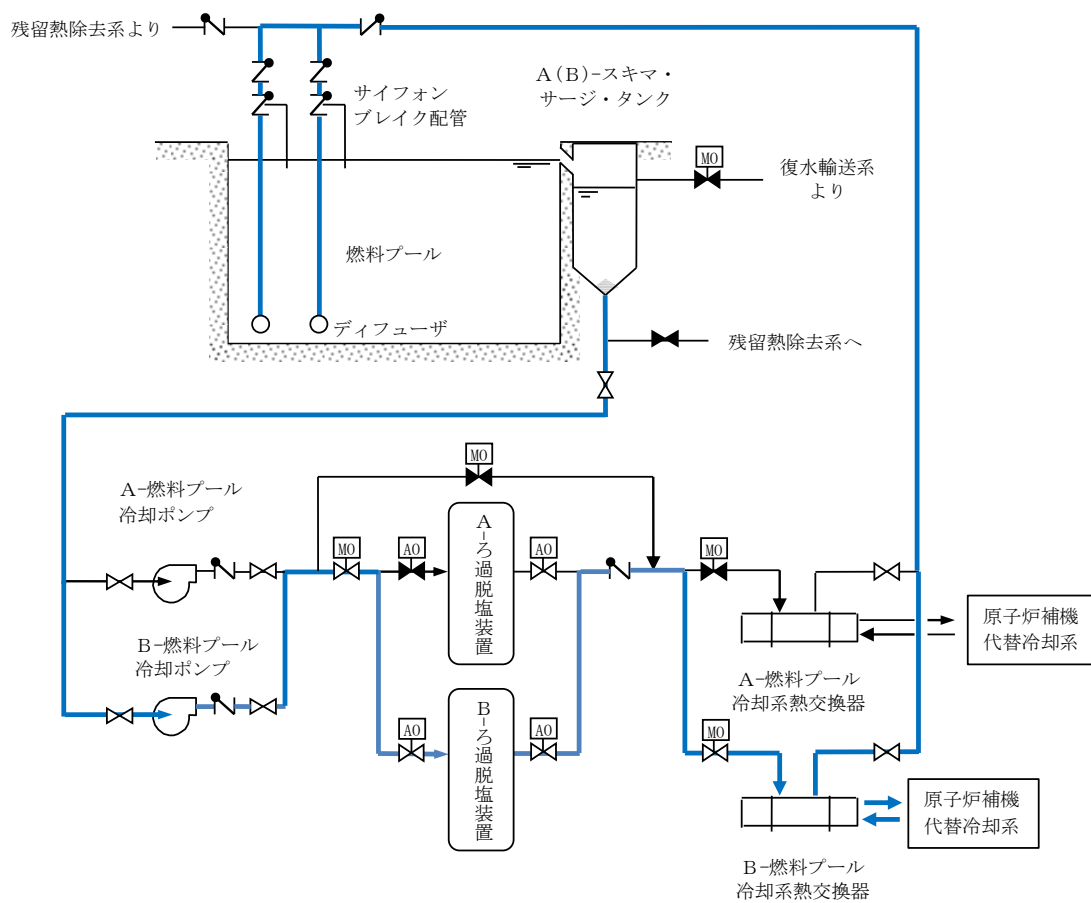 残留熱除去系より
A(B)-スキマ・
サージ・タンク
サイフォン
ブレイク配管
MO
復水輸送系
より
燃料プール
ディフューザ
残留熱除去系へ
MO
A-燃料プール
冷却ポンプ
MO
AO
A-ろ過脱塩装置
AO
MO
原子炉補機
代替冷却系
B-燃料プール
冷却ポンプ
A-燃料プール
冷却系熱交換器
AO
B-ろ過脱塩装置
AO
MO
原子炉補機
代替冷却系
B-燃料プール
冷却系熱交換器